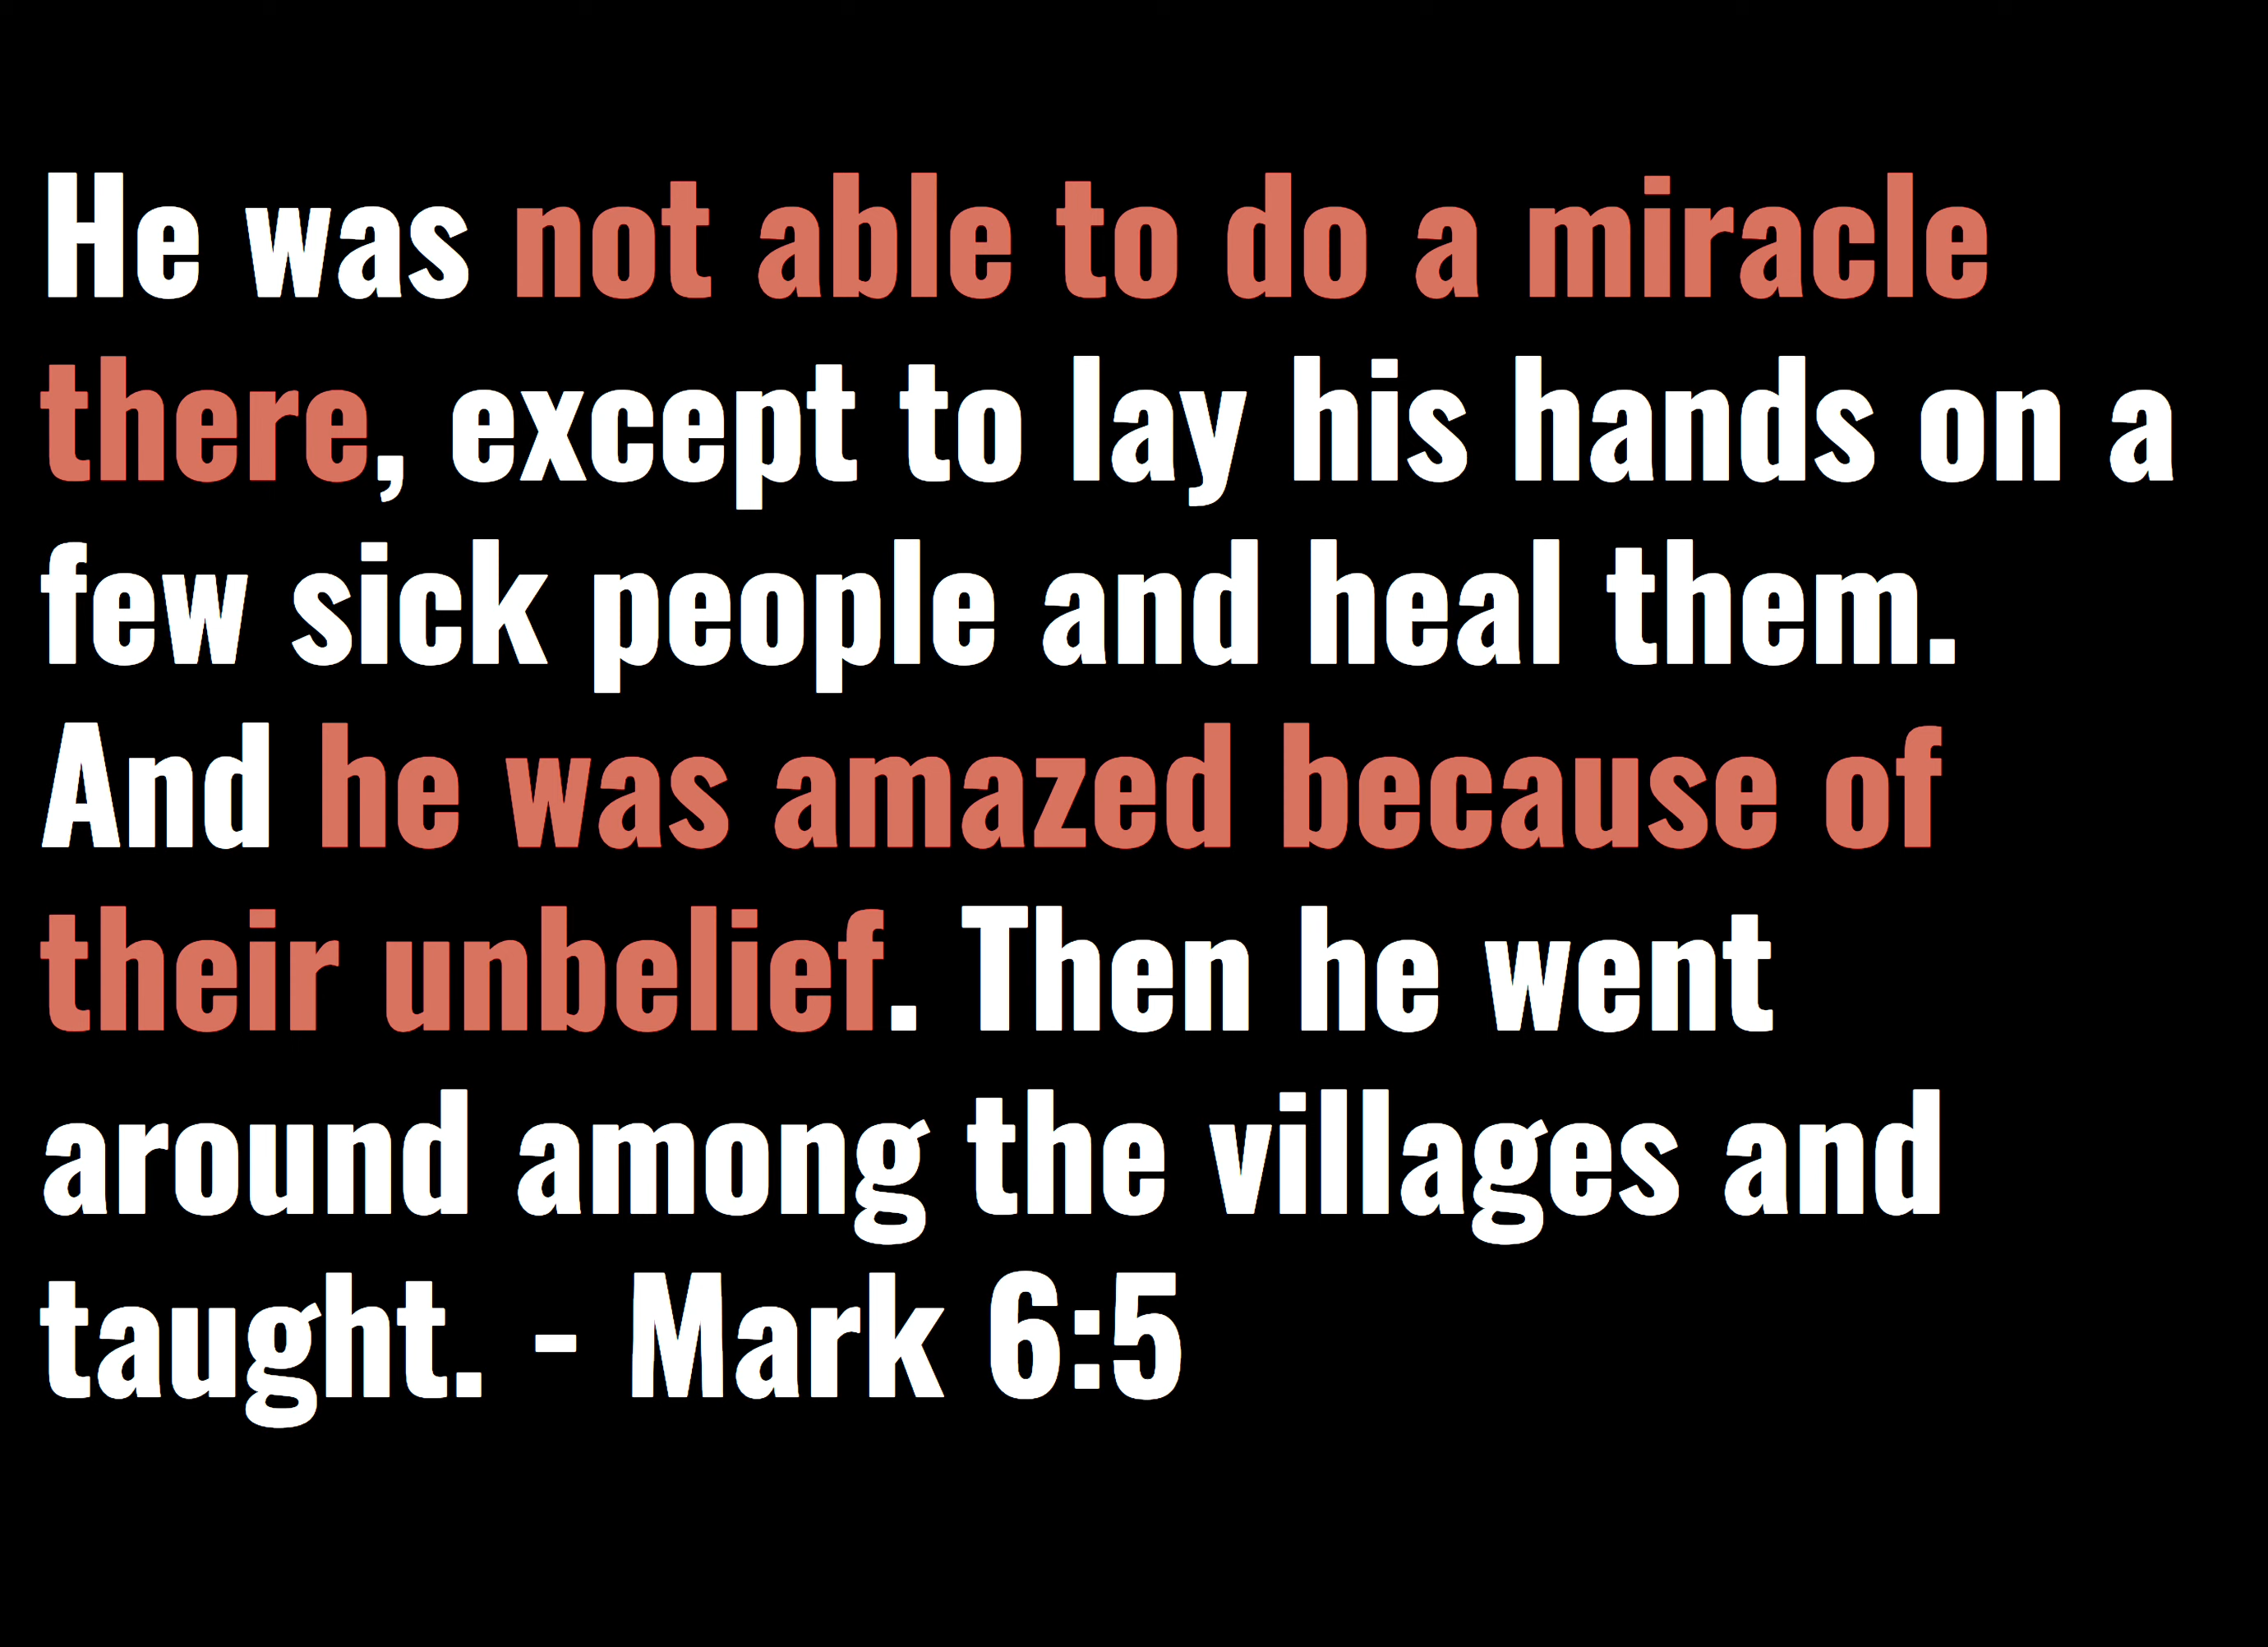 He was not able to do a miracle
there, except to lay his hands on a
few sick people and heal them.
And he was amazed because of
their unbelief. Then he went
around among the villages and
taught. - Mark 6:5